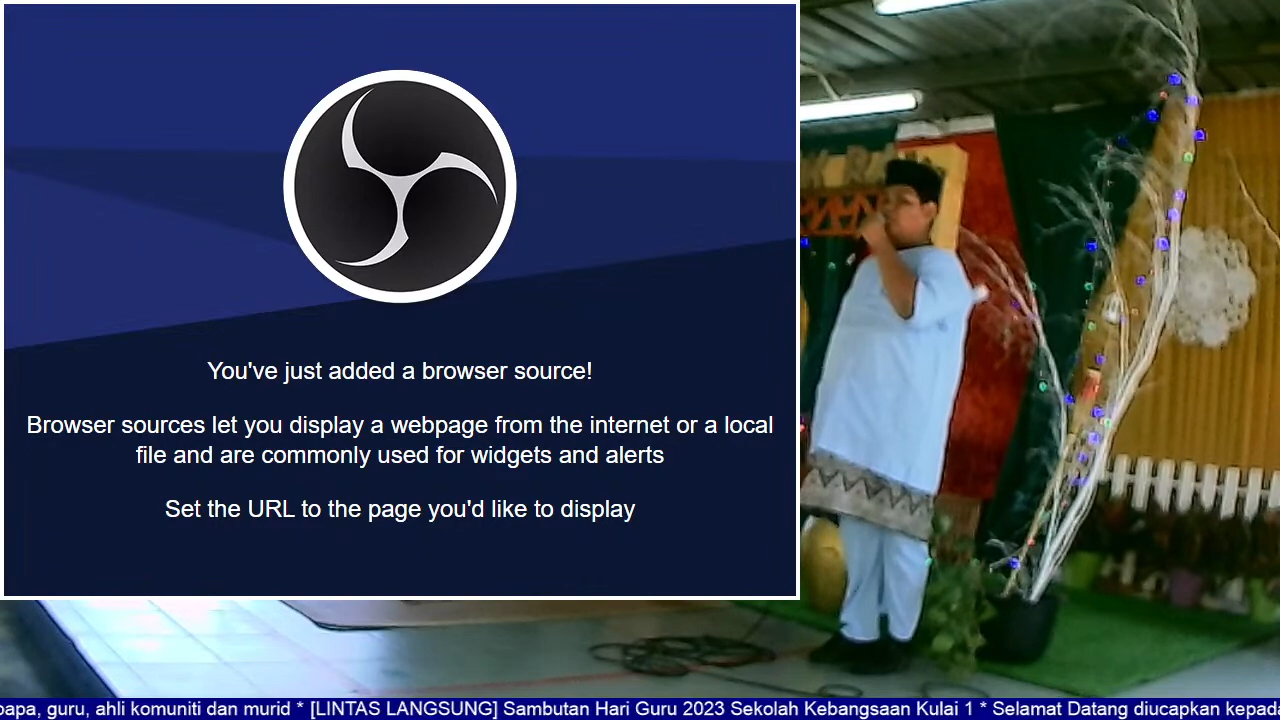 You've just added a browser source!
Browser sources let you display a webpage from the internet or a local
file and are commonly used for widgets and alerts
Set the URL to the page you'd like to display
guru, ahli komuniti dan murid * [LINTAS LANGSUNG] Sambutan Hari Guru 2023 Sekolah Kebangsaan Kulai 1 * Selamat Datang diucapkan kepada